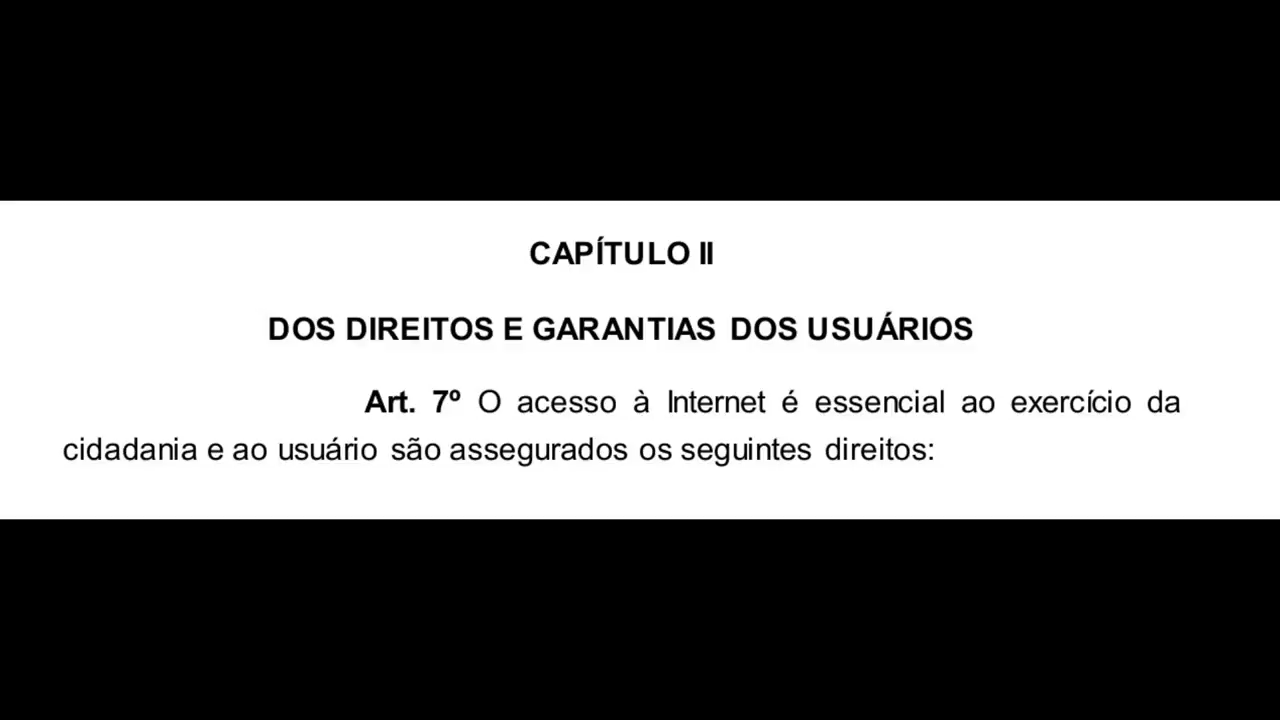 CAPÍTULO II
DOS DIREITOS E GARANTIAS DOS USUÁRIOS
Art. 7º O acesso à Internet é essencial ao exercício da
cidadania e ao usuário são assegurados os seguintes direitos: